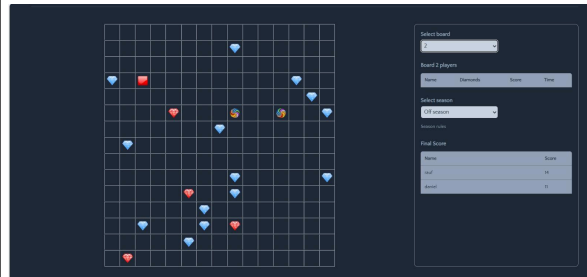 Select board
2
Board 2 players
Name Diamonds Score Time
Select season
Off season
Season rules
Final Score
Name Score